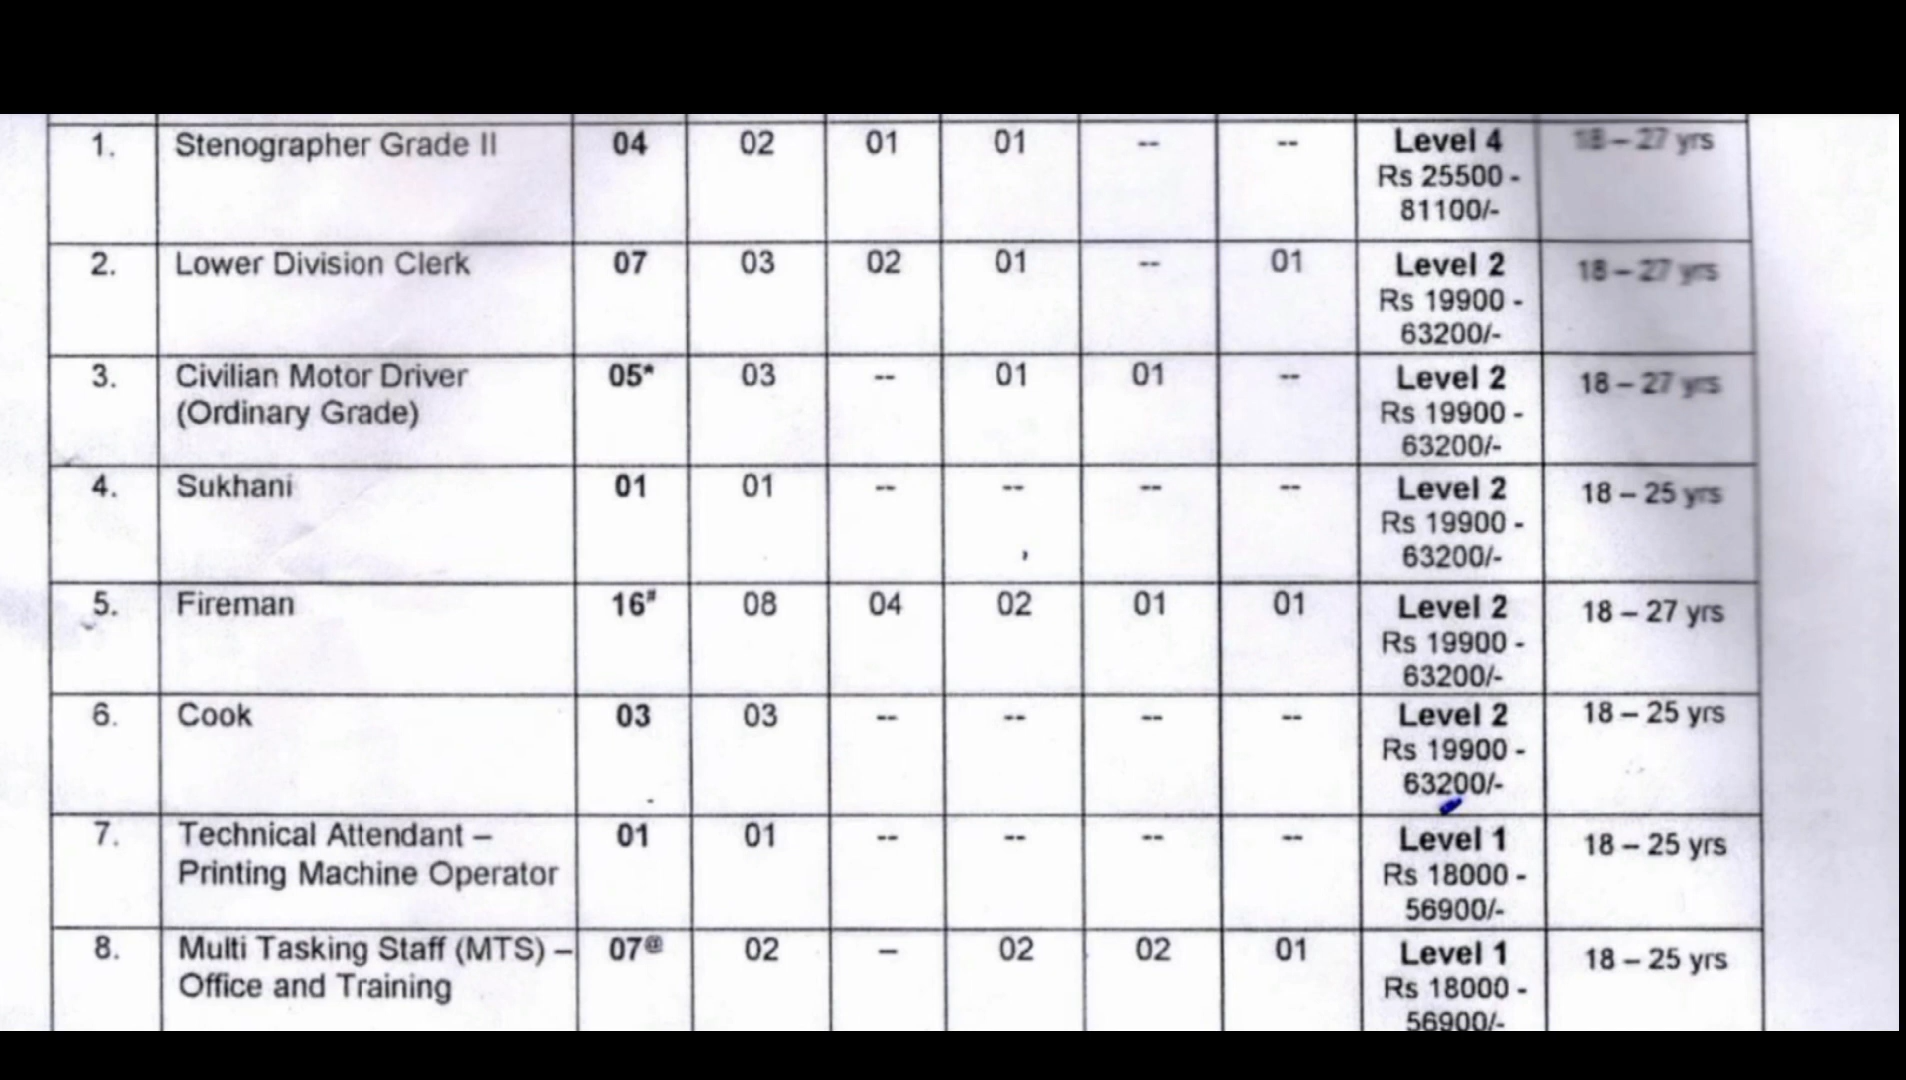 1. Stenographer Grade II 04 02 01 01 -- -- Level 4 18 – 27 yrs
Rs 25500 -
81100/-
2. Lower Division Clerk 07 03 02 01 -- 01 Level 2 18 – 27 yrs
Rs 19900 -
63200/-
3. Civilian Motor Driver 05* 03 -- 01 01 -- Level 2 18 – 27 yrs
(Ordinary Grade) Rs 19900 -
63200/-
4. Sukhani 01 01 -- -- -- -- Level 2 18 – 25 yrs
Rs 19900 -
63200/-
5. Fireman 16# 08 04 02 01 01 Level 2 18 – 27 yrs
Rs 19900 -
63200/-
6. Cook 03 03 -- -- -- -- Level 2 18 – 25 yrs
Rs 19900 -
63200/-
7. Technical Attendant – 01 01 -- -- -- -- Level 1 18 – 25 yrs
Printing Machine Operator Rs 18000 -
56900/-
8. Multi Tasking Staff (MTS) – 07@ 02 – 02 02 01 Level 1 18 – 25 yrs
Office and Training Rs 18000 -
56900/-